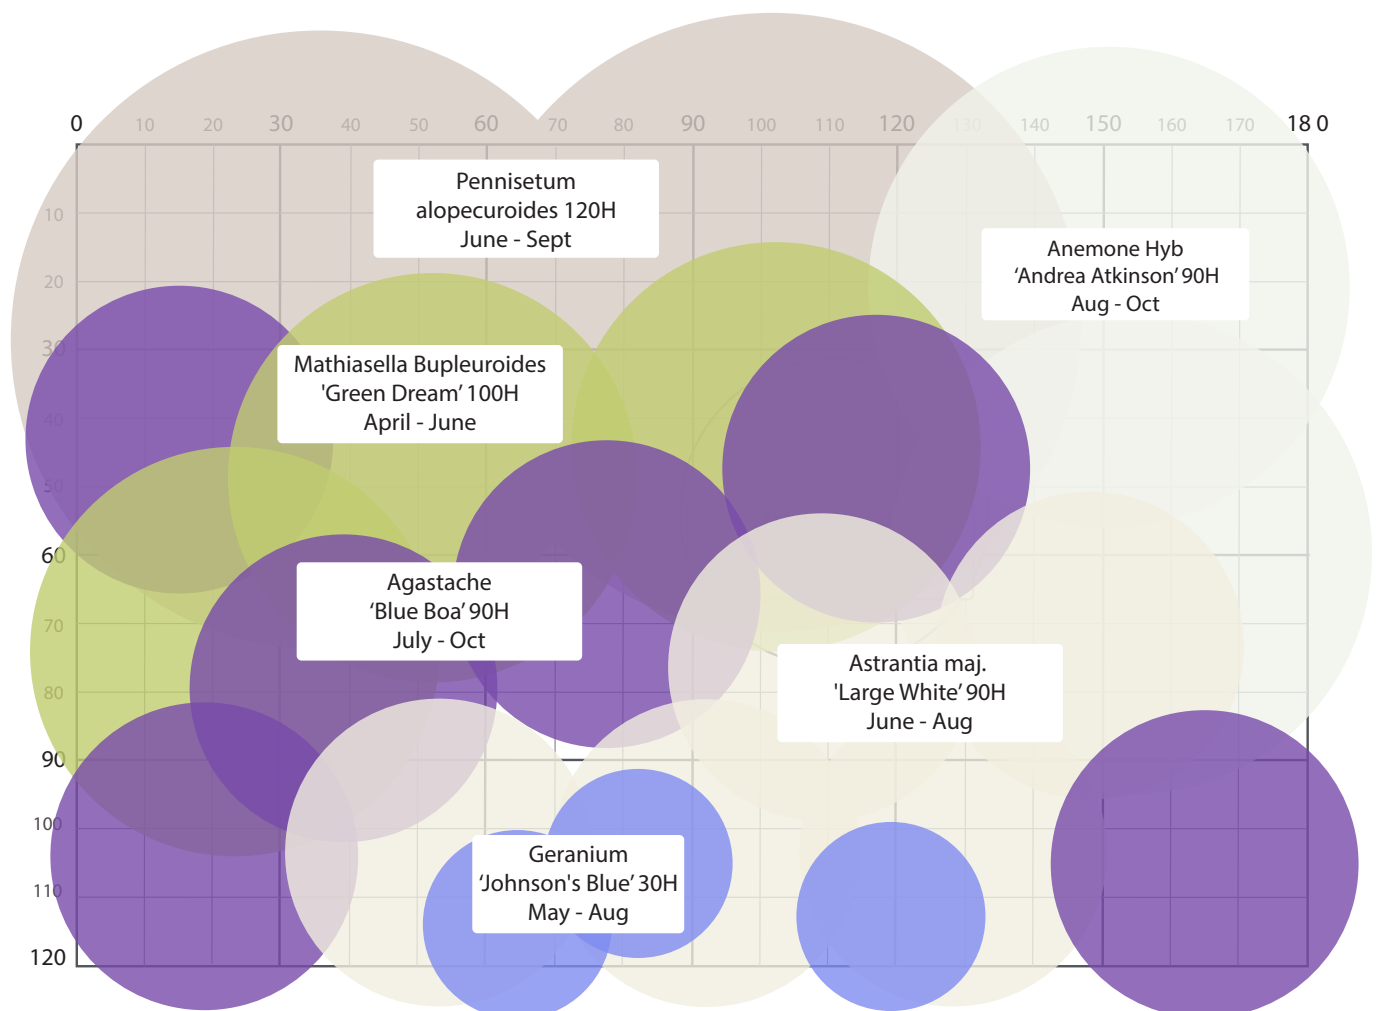 0 10 20 30 40 50 60 70 80 90 100 110 120 130 140 150 160 170 18 0
10
20
30
40
50
60
70
80
90
100
110
120
Pennisetum
alopecuroides 120H
June - Sept
Anemone Hyb
‘Andrea Atkinson’ 90H
Aug - Oct
Mathiasella Bupleuroides
'Green Dream’ 100H
April - June
Agastache
‘Blue Boa’ 90H
July - Oct
Astrantia maj.
'Large White’ 90H
June - Aug
Geranium
‘Johnson's Blue’ 30H
May - Aug